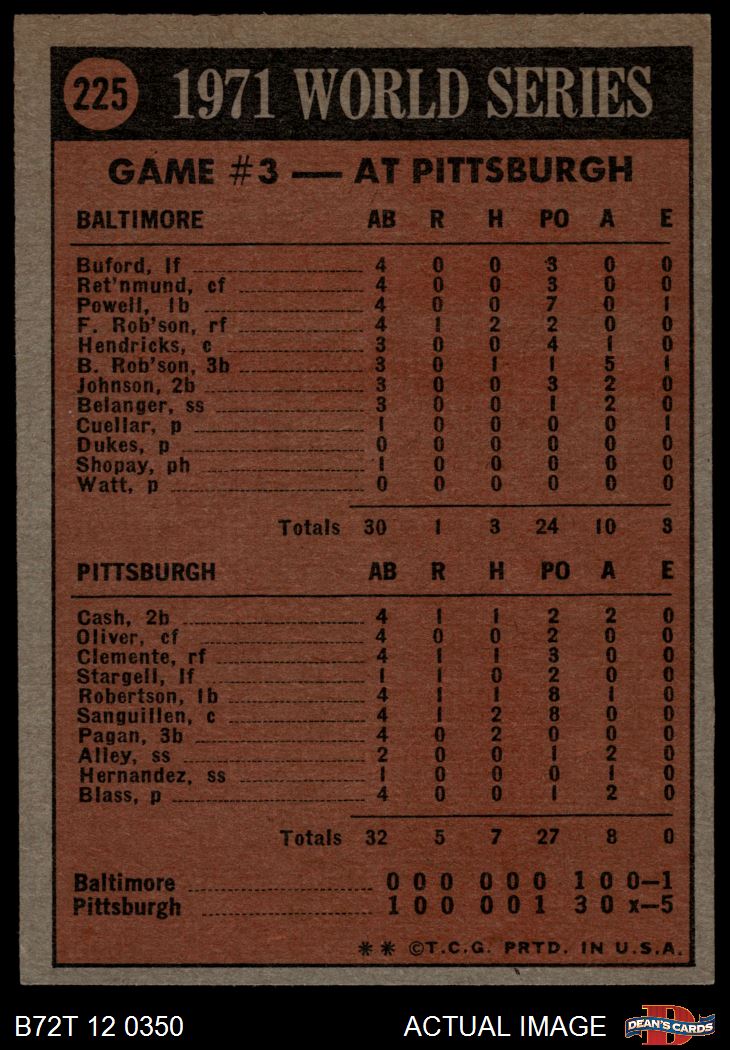 225 1971 WORLD SERIES
GAME #3 — AT PITTSBURGH
BALTIMORE AB R H PO A E
Buford, lf 4 0 0 3 0 0
Ret'nmund, cf 4 0 0 3 0 0
Powell, 1b 4 0 0 7 0 1
F. Rob'son, rf 4 1 2 2 0 0
Hendricks, c 3 0 0 4 1 0
B. Rob'son, 3b 3 0 1 1 5 1
Johnson, 2b 3 0 0 3 2 0
Belanger, ss 3 0 0 1 2 0
Cuellar, p 1 0 0 0 0 1
Dukes, p 0 0 0 0 0 0
Shopay, ph 1 0 0 0 0 0
Watt, p 0 0 0 0 0 0
Totals 30 1 3 24 10 3
PITTSBURGH AB R H PO A E
Cash, 2b 4 1 1 2 2 0
Oliver, cf 4 0 0 2 0 0
Clemente, rf 4 1 1 3 0 0
Stargell, lf 1 1 0 2 0 0
Robertson, 1b 4 1 1 8 1 0
Sanguillen, c 4 1 2 8 0 0
Pagan, 3b 4 0 2 0 0 0
Alley, ss 2 0 0 1 2 0
Hernandez, ss 1 0 0 0 1 0
Blass, p 4 0 0 1 2 0
Totals 32 5 7 27 8 0
Baltimore 0 0 0 0 0 0 1 0 0—1
Pittsburgh 1 0 0 0 0 1 3 0 x—5
** ©T.C.G. PRTD. IN U.S.A.
B72T 12 0350 ACTUAL IMAGE D DEAN'S CARDS